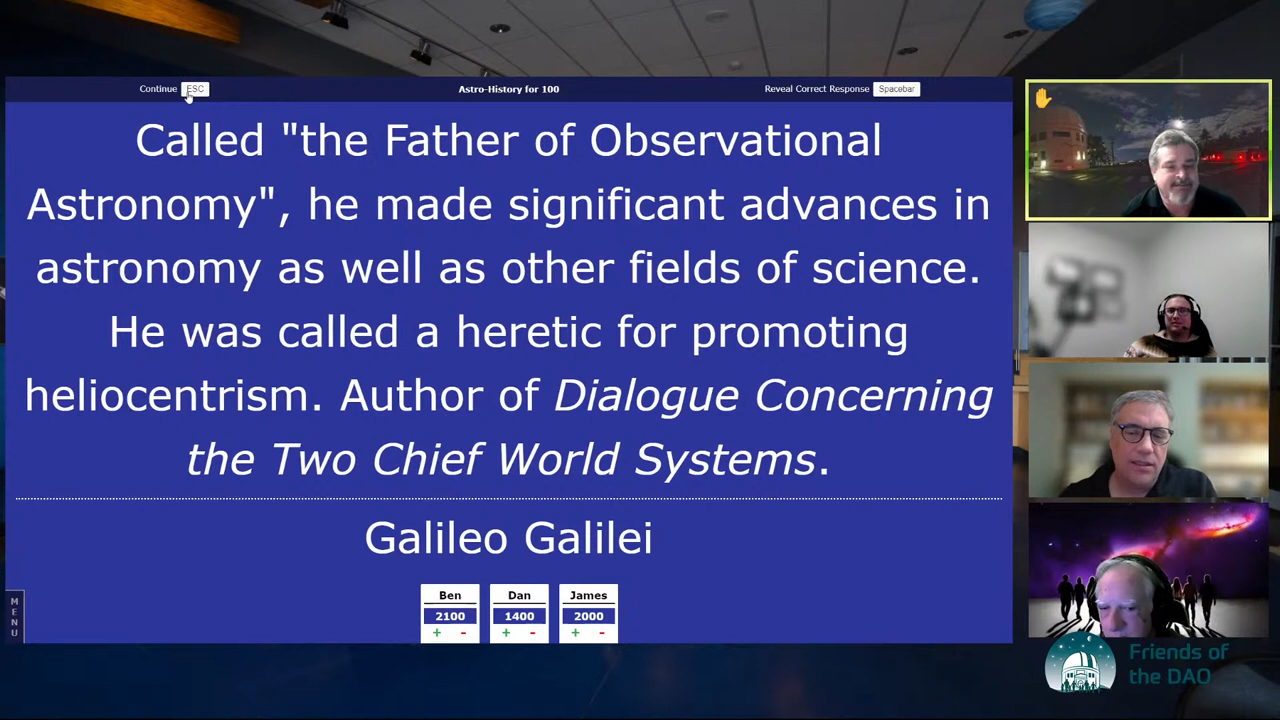 Continue ESC
Astro-History for 100
Reveal Correct Response Spacebar
Called "the Father of Observational
Astronomy", he made significant advances in
astronomy as well as other fields of science.
He was called a heretic for promoting
heliocentrism. Author of Dialogue Concerning
the Two Chief World Systems.
Galileo Galilei
MENU
Ben Dan James
2100 1400 2000
+ - + - + -
Friends of
the DAO